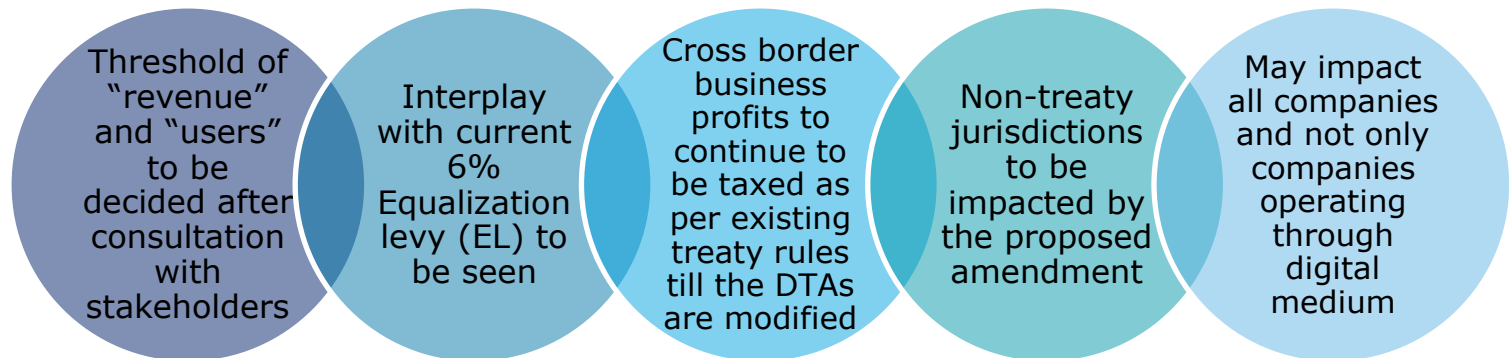 Threshold of
“revenue”
and “users”
to be
decided after
consultation
with
stakeholders
Interplay
with current
6%
Equalization
levy (EL) to
be seen
Cross border
business
profits to
continue to
be taxed as
per existing
treaty rules
till the DTAs
are modified
Non-treaty
jurisdictions
to be
impacted by
the proposed
amendment
May impact
all companies
and not only
companies
operating
through
digital
medium